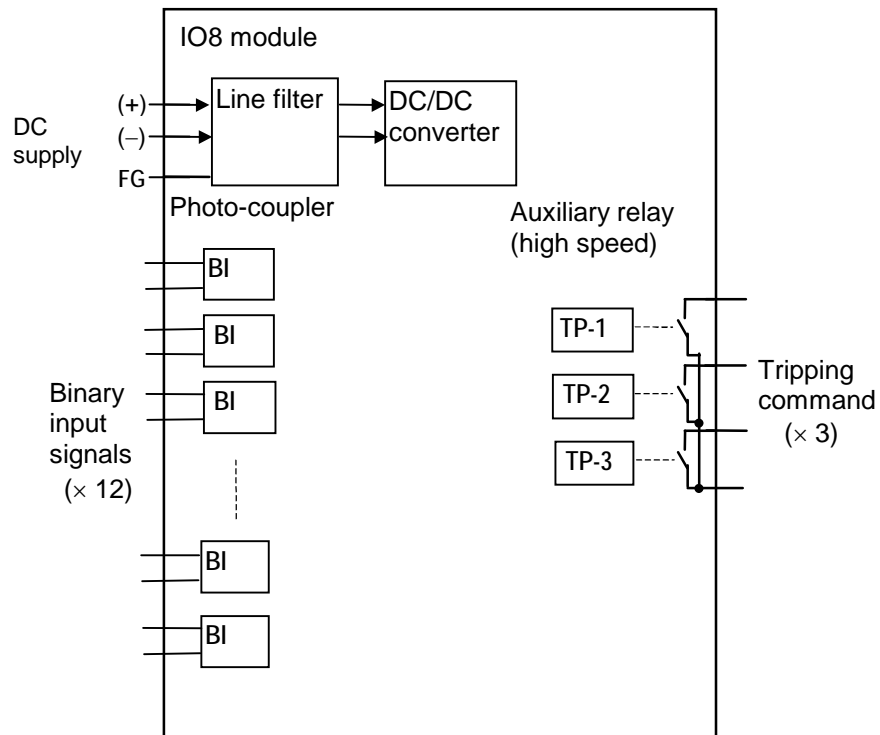 IO8 module
DC
supply
(+)
(−)
FG
Line filter
DC/DC
converter
Photo-coupler
Auxiliary relay
(high speed)
BI
BI
BI
BI
BI
Binary
input
signals
(× 12)
TP-1
TP-2
TP-3
Tripping
command
(× 3)